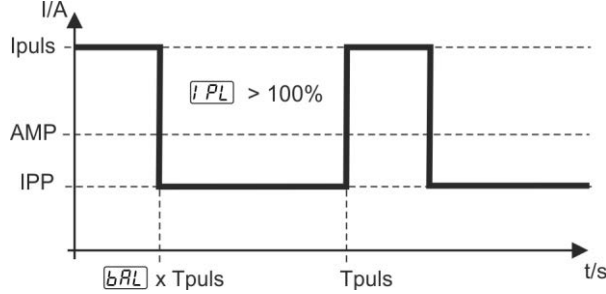 I/A
Ipuls
IPL > 100%
AMP
IPP
bAL x Tpuls
Tpuls
t/s